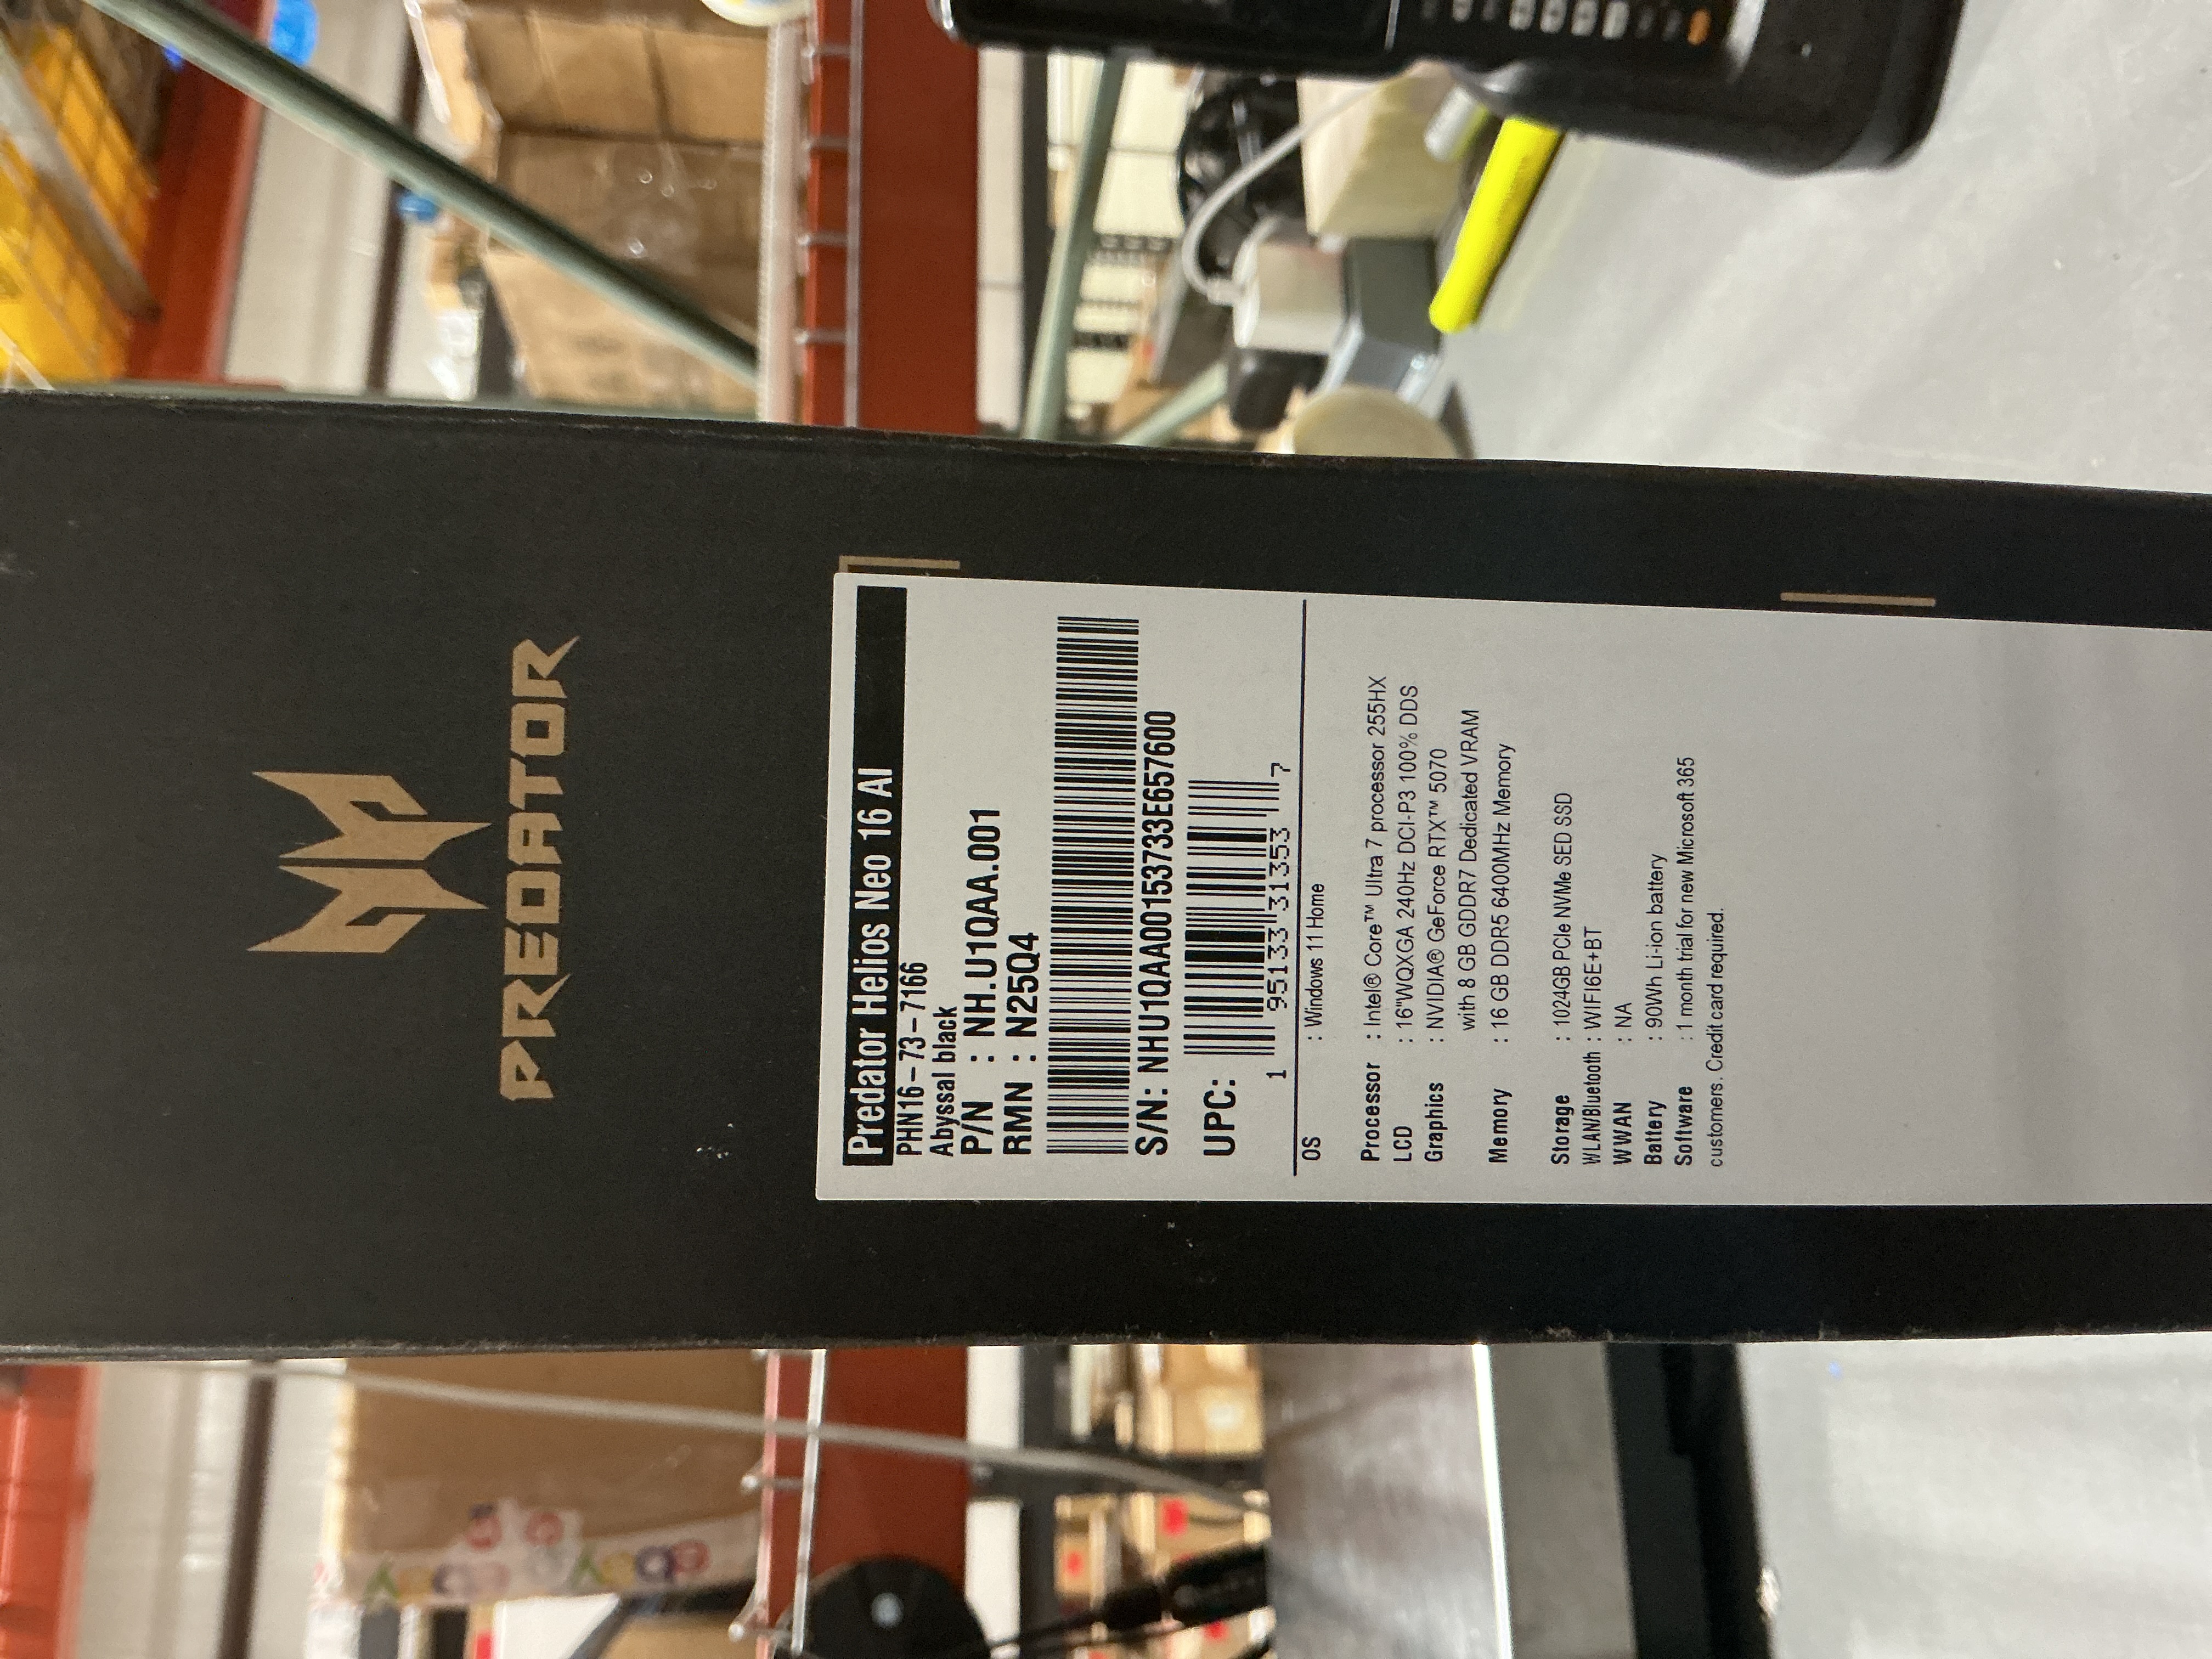 PREDATOR
Predator Helios Neo 16 AI
PHN16-73-7166
Abyssal black
P/N : NH.U1QAA.001
RMN : N25Q4
S/N: NHU1QAA00153733E657600
UPC:
1 95133 31353 7
OS : Windows 11 Home
Processor : Intel® Core™ Ultra 7 processor 255HX
LCD : 16"WQXGA 240Hz DCI-P3 100% DDS
Graphics : NVIDIA® GeForce RTX™ 5070
with 8 GB GDDR7 Dedicated VRAM
Memory : 16 GB DDR5 6400MHz Memory
Storage : 1024GB PCIe NVMe SED SSD
WLAN/Bluetooth : WIFI6E+BT
WWAN : NA
Battery : 90Wh Li-ion battery
Software : 1 month trial for new Microsoft 365
customers. Credit card required.
ebay